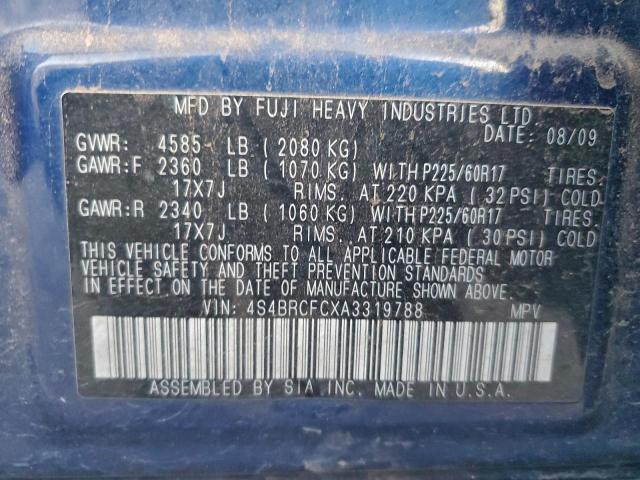 MFD BY FUJI HEAVY INDUSTRIES LTD.
DATE: 08/09
GVWR: 4585 LB ( 2080 KG)
GAWR:F 2360 LB ( 1070 KG) WITH P225/60R17 TIRES.
17X7J RIMS. AT 220 KPA ( 32 PSI) COLD
GAWR:R 2340 LB ( 1060 KG) WITH P225/60R17 TIRES
17X7J RIMS. AT 210 KPA ( 30 PSI) COLD
THIS VEHICLE CONFORMS TO ALL APPLICABLE FEDERAL MOTOR
VEHICLE SAFETY AND THEFT PREVENTION STANDARDS
IN EFFECT ON THE DATE OF MANUFACTURE SHOWN ABOVE.
VIN: 4S4BRCFCXA3319788 MPV
ASSEMBLED BY SIA INC. MADE IN U.S.A.